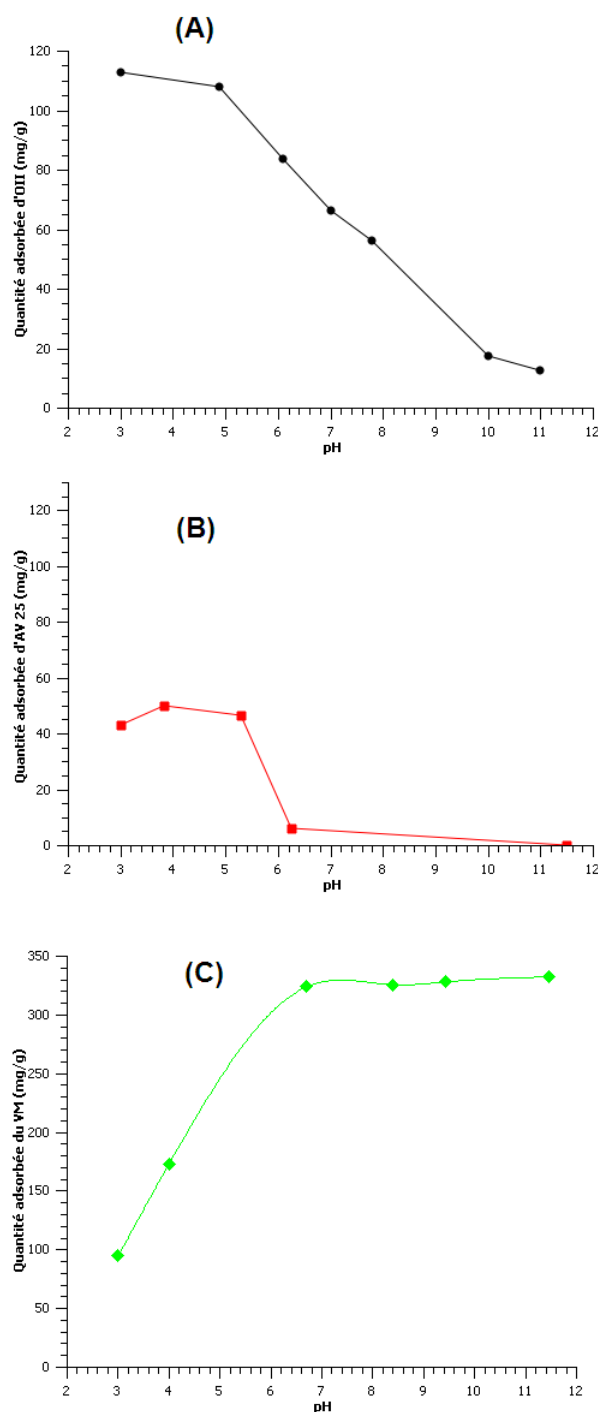 (A)
Quantité adsorbée d'OII (mg/g)
120
100
80
60
40
20
0
2 3 4 5 6 7 8 9 10 11 12
pH
(B)
Quantité adsorbée d'AV 25 (mg/g)
120
100
80
60
40
20
0
2 3 4 5 6 7 8 9 10 11 12
pH
(C)
Quantité adsorbée du VM (mg/g)
350
300
250
200
150
100
50
0
2 3 4 5 6 7 8 9 10 11 12
pH